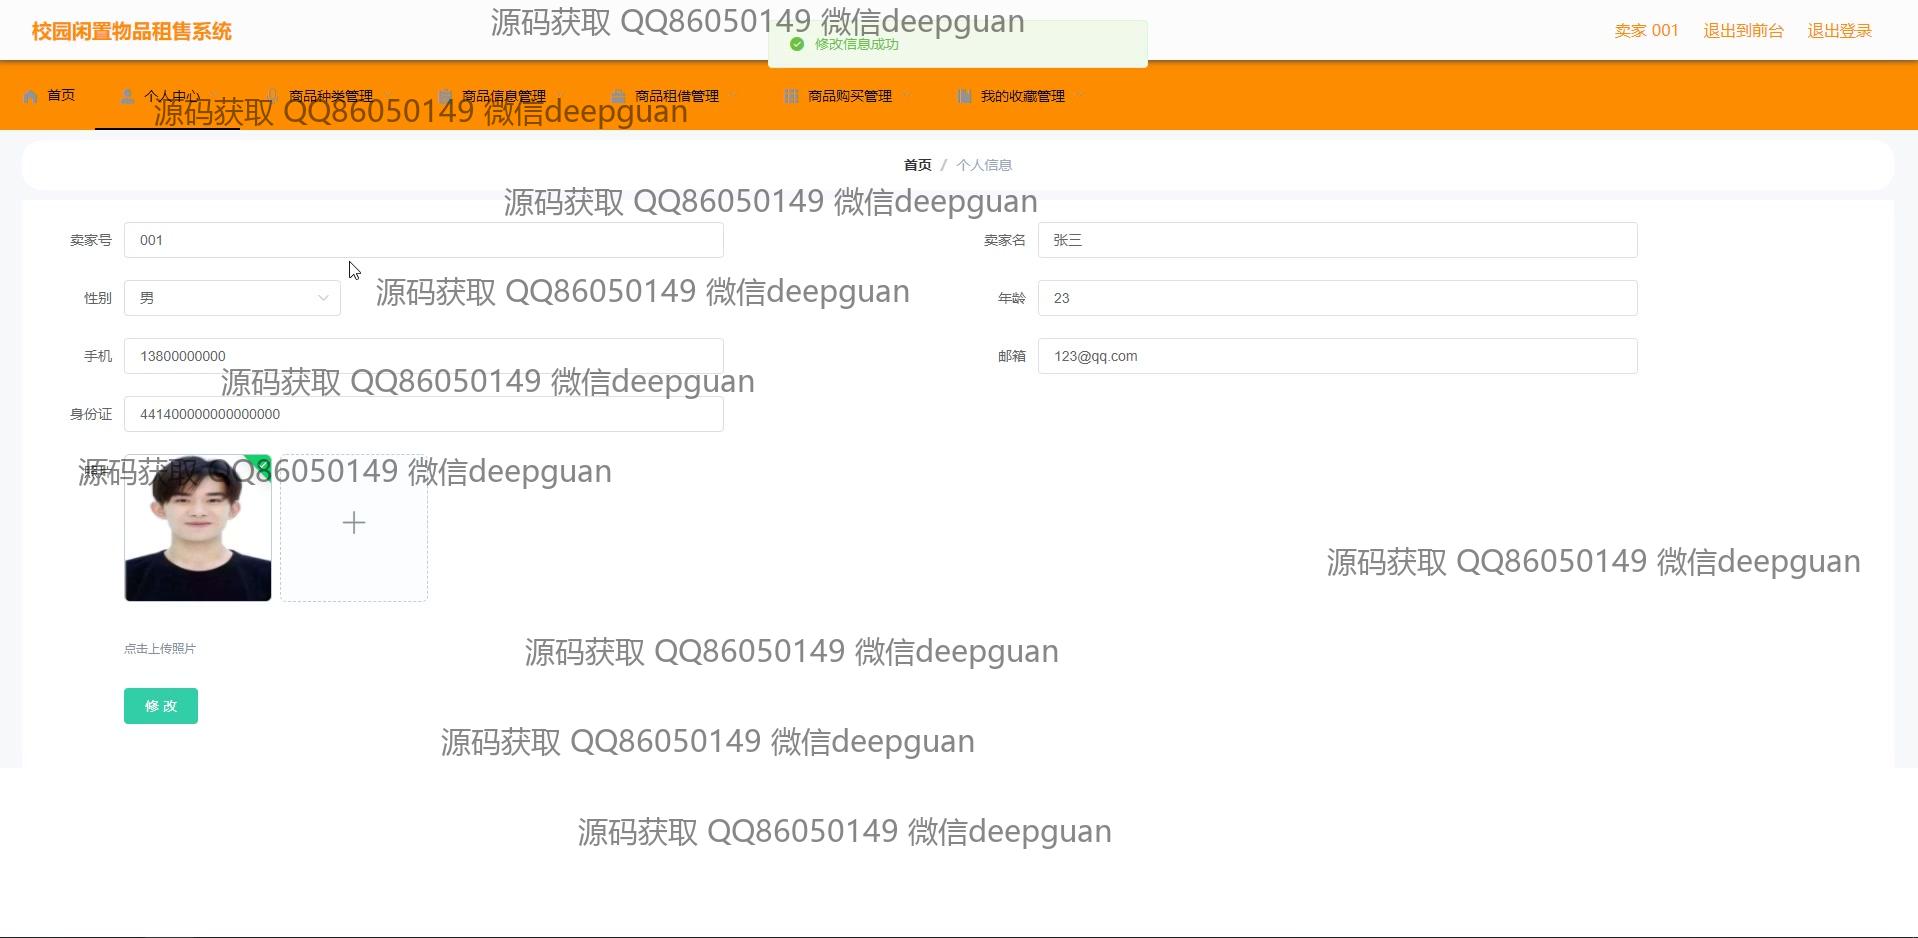 校园闲置物品租售系统
源码获取 QQ86050149 微信deepguan
修改信息成功
卖家 001 退出到前台 退出登录
首页 个人中心 商品种类管理 商品信息管理 商品租借管理 商品购买管理 我的收藏管理
源码获取 QQ86050149 微信deepguan
首页 / 个人信息
源码获取 QQ86050149 微信deepguan
卖家号 001 卖家名 张三
源码获取 QQ86050149 微信deepguan
性别 男 年龄 23
手机 13800000000 邮箱 123@qq.com
源码获取 QQ86050149 微信deepguan
身份证 441400000000000000
源码获取 QQ86050149 微信deepguan
源码获取 QQ86050149 微信deepguan
点击上传照片
源码获取 QQ86050149 微信deepguan
修 改
源码获取 QQ86050149 微信deepguan
源码获取 QQ86050149 微信deepguan